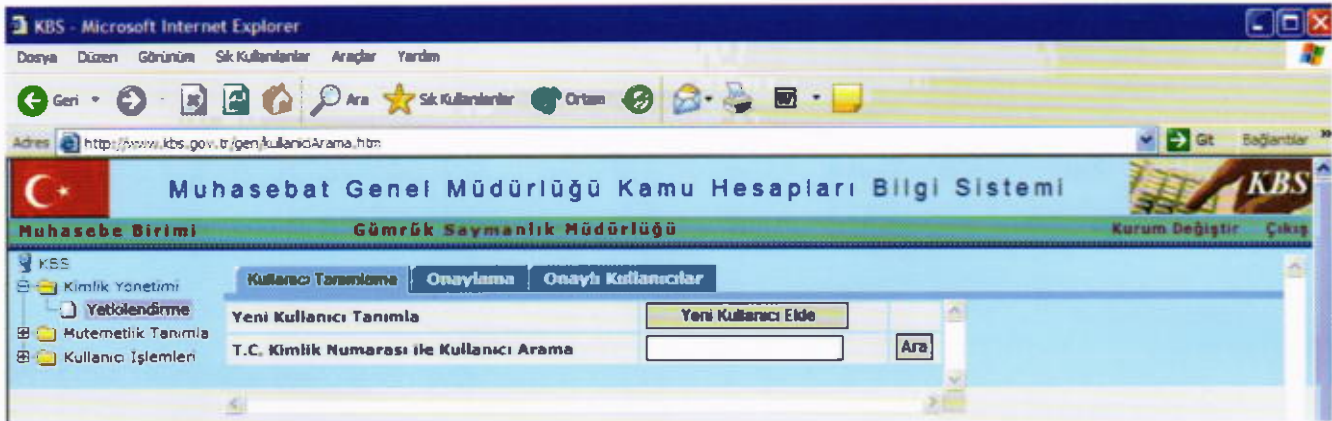 KBS - Microsoft Internet Explorer
Dosya Düzen Görünüm Sık Kullanılanlar Araçlar Yardım
Geri Ara Sık Kullanılanlar Ortam
Adres http://www.kbs.gov.tr/gen/kullaniciArama.htm Git Bağlantılar »
Muhasebat Genel Müdürlüğü Kamu Hesapları Bilgi Sistemi KBS
Muhasebe Birimi Gümrük Saymanlık Müdürlüğü Kurum Değiştir Çıkış
KBS
Kimlik Yönetimi
Yetkilendirme
Mutemetlik Tanımla
Kullanıcı İşlemleri
Kullanıcı Tanımlama Onaylama Onaylı Kullanıcılar
Yeni Kullanıcı Tanımla Yeni Kullanıcı Ekle
T.C. Kimlik Numarası ile Kullanıcı Arama Ara